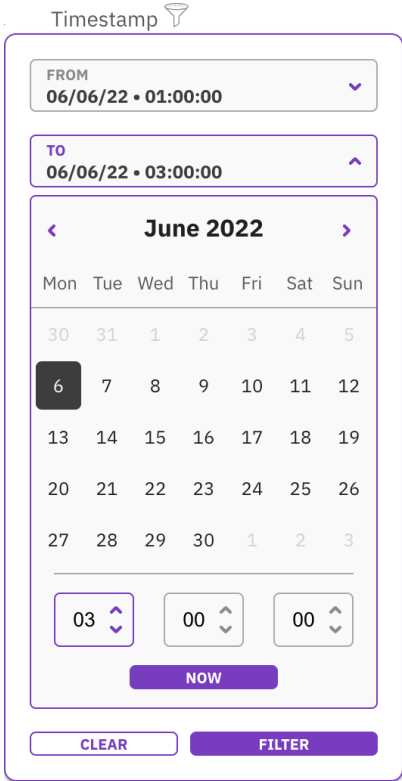 Timestamp
FROM
06/06/22 • 01:00:00
TO
06/06/22 • 03:00:00
June 2022
Mon Tue Wed Thu Fri Sat Sun
30 31 1 2 3 4 5
6 7 8 9 10 11 12
13 14 15 16 17 18 19
20 21 22 23 24 25 26
27 28 29 30 1 2 3
03 00 00
NOW
CLEAR FILTER